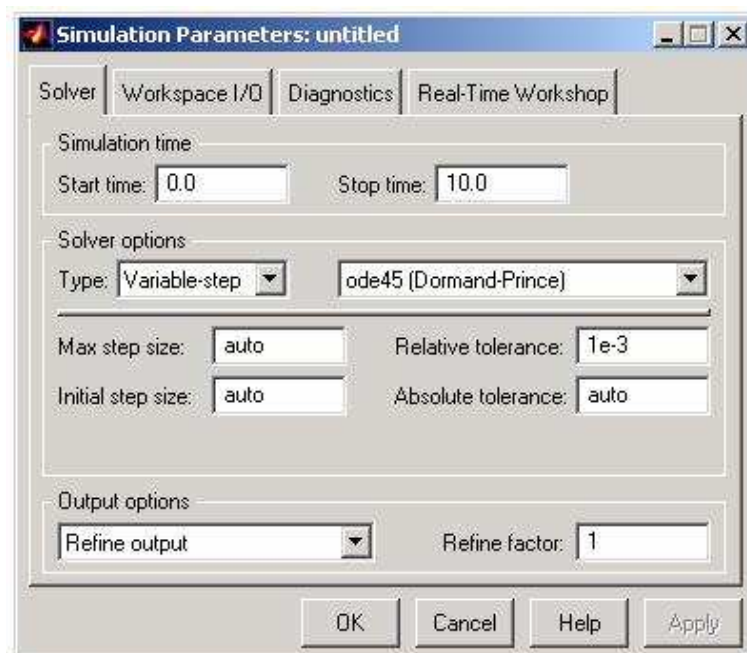 Simulation Parameters: untitled
Solver Workspace I/O Diagnostics Real-Time Workshop
Simulation time
Start time: 0.0 Stop time: 10.0
Solver options
Type: Variable-step ode45 (Dormand-Prince)
Max step size: auto Relative tolerance: 1e-3
Initial step size: auto Absolute tolerance: auto
Output options
Refine output Refine factor: 1
OK Cancel Help Apply